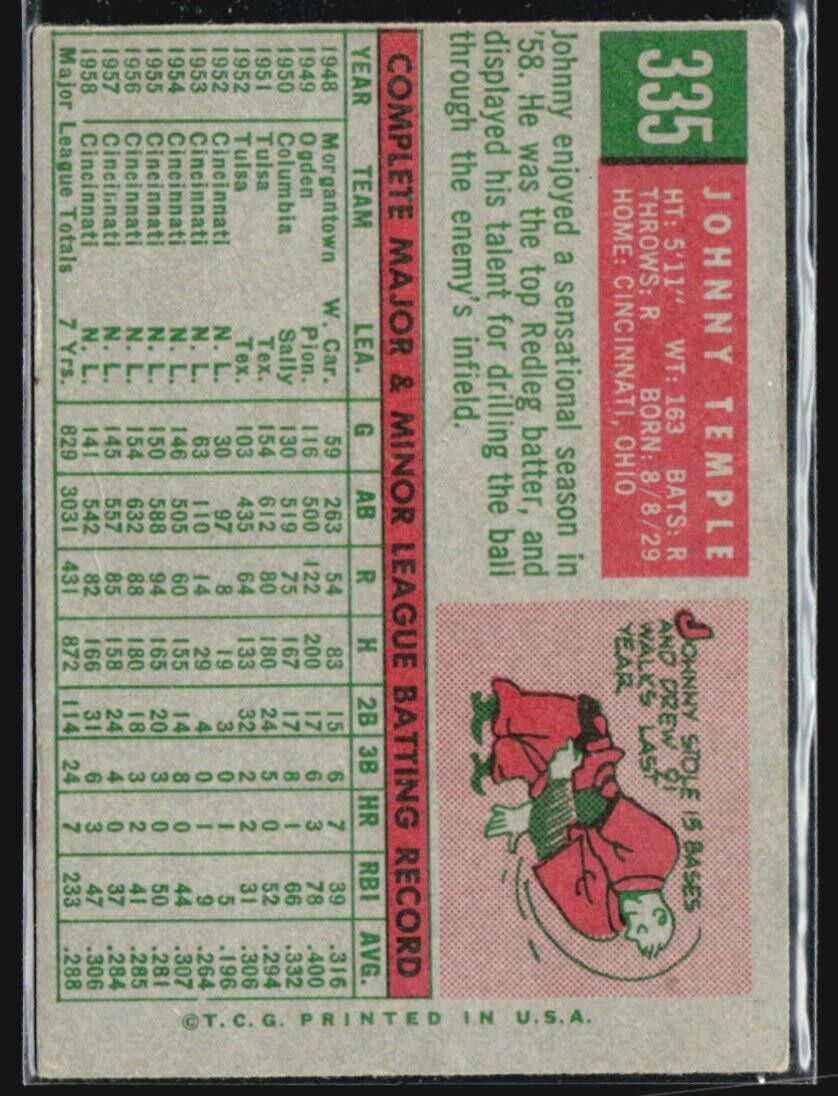 335
JOHNNY TEMPLE
HT: 5'11" WT: 163 BATS: R
THROWS: R BORN: 8/8/29
HOME: CINCINNATI, OHIO
Johnny enjoyed a sensational season in
'58. He was the top Redleg batter, and
displayed his talent for drilling the ball
through the enemy's infield.
JOHNNY STOLE 15 BASES
AND DREW 91
WALKS LAST
YEAR
COMPLETE MAJOR & MINOR LEAGUE BATTING RECORD
YEAR TEAM LEA. G AB R H 2B 3B HR RBI AVG.
1948 Morgantown W. Car. 59 263 54 83 15 6 7 39 .316
1949 Ogden Pion. 116 500 122 200 17 6 3 78 .400
1950 Columbia Sally 130 519 75 167 17 8 1 66 .332
1951 Tulsa Tex. 154 612 80 180 24 5 0 52 .294
1952 Tulsa Tex. 103 435 64 133 32 2 2 31 .306
1952 Cincinnati N. L. 30 97 8 19 3 0 1 5 .196
1953 Cincinnati N. L. 63 110 14 29 4 0 1 9 .264
1954 Cincinnati N. L. 146 505 60 155 14 8 0 44 .307
1955 Cincinnati N. L. 150 588 94 165 20 3 0 50 .281
1956 Cincinnati N. L. 154 632 88 180 18 3 2 41 .285
1957 Cincinnati N. L. 145 557 85 158 24 4 0 37 .284
1958 Cincinnati N. L. 141 542 82 166 31 6 3 47 .306
Major League Totals 7 Yrs. 829 3031 431 872 114 24 7 233 .288
©T.C.G. PRINTED IN U.S.A.